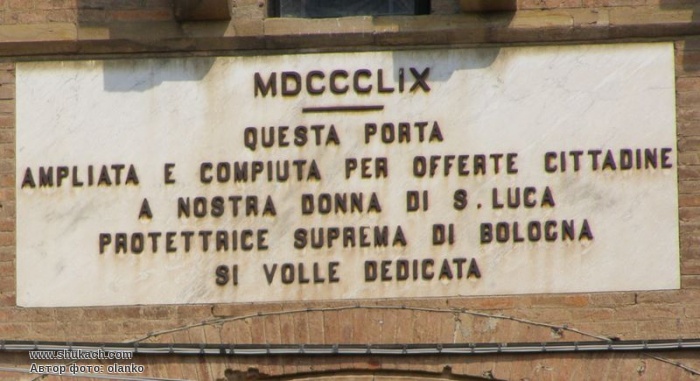 MDCCCLIX
QUESTA PORTA
AMPLIATA E COMPIUTA PER OFFERTE CITTADINE
A NOSTRA DONNA DI S. LUCA
PROTETTRICE SUPREMA DI BOLOGNA
SI VOLLE DEDICATA
www.shukach.com
Автор фото: olanko